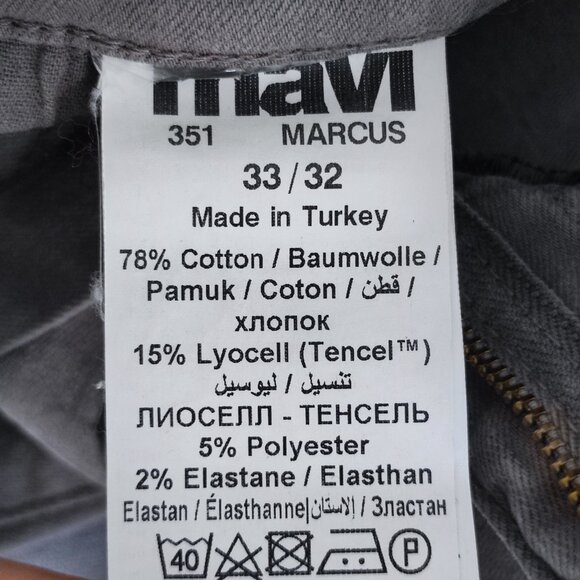 mavi
351 MARCUS
33 / 32
Made in Turkey
78% Cotton / Baumwolle /
Pamuk / Coton / قطن /
хлопок
15% Lyocell (Tencel™)
تنسيل / ليوسيل
ЛИОСЕЛЛ - ТЕНСЕЛЬ
5% Polyester
2% Elastane / Elasthan
Elastan / Élasthanne|الاستان / Эластан
40 P